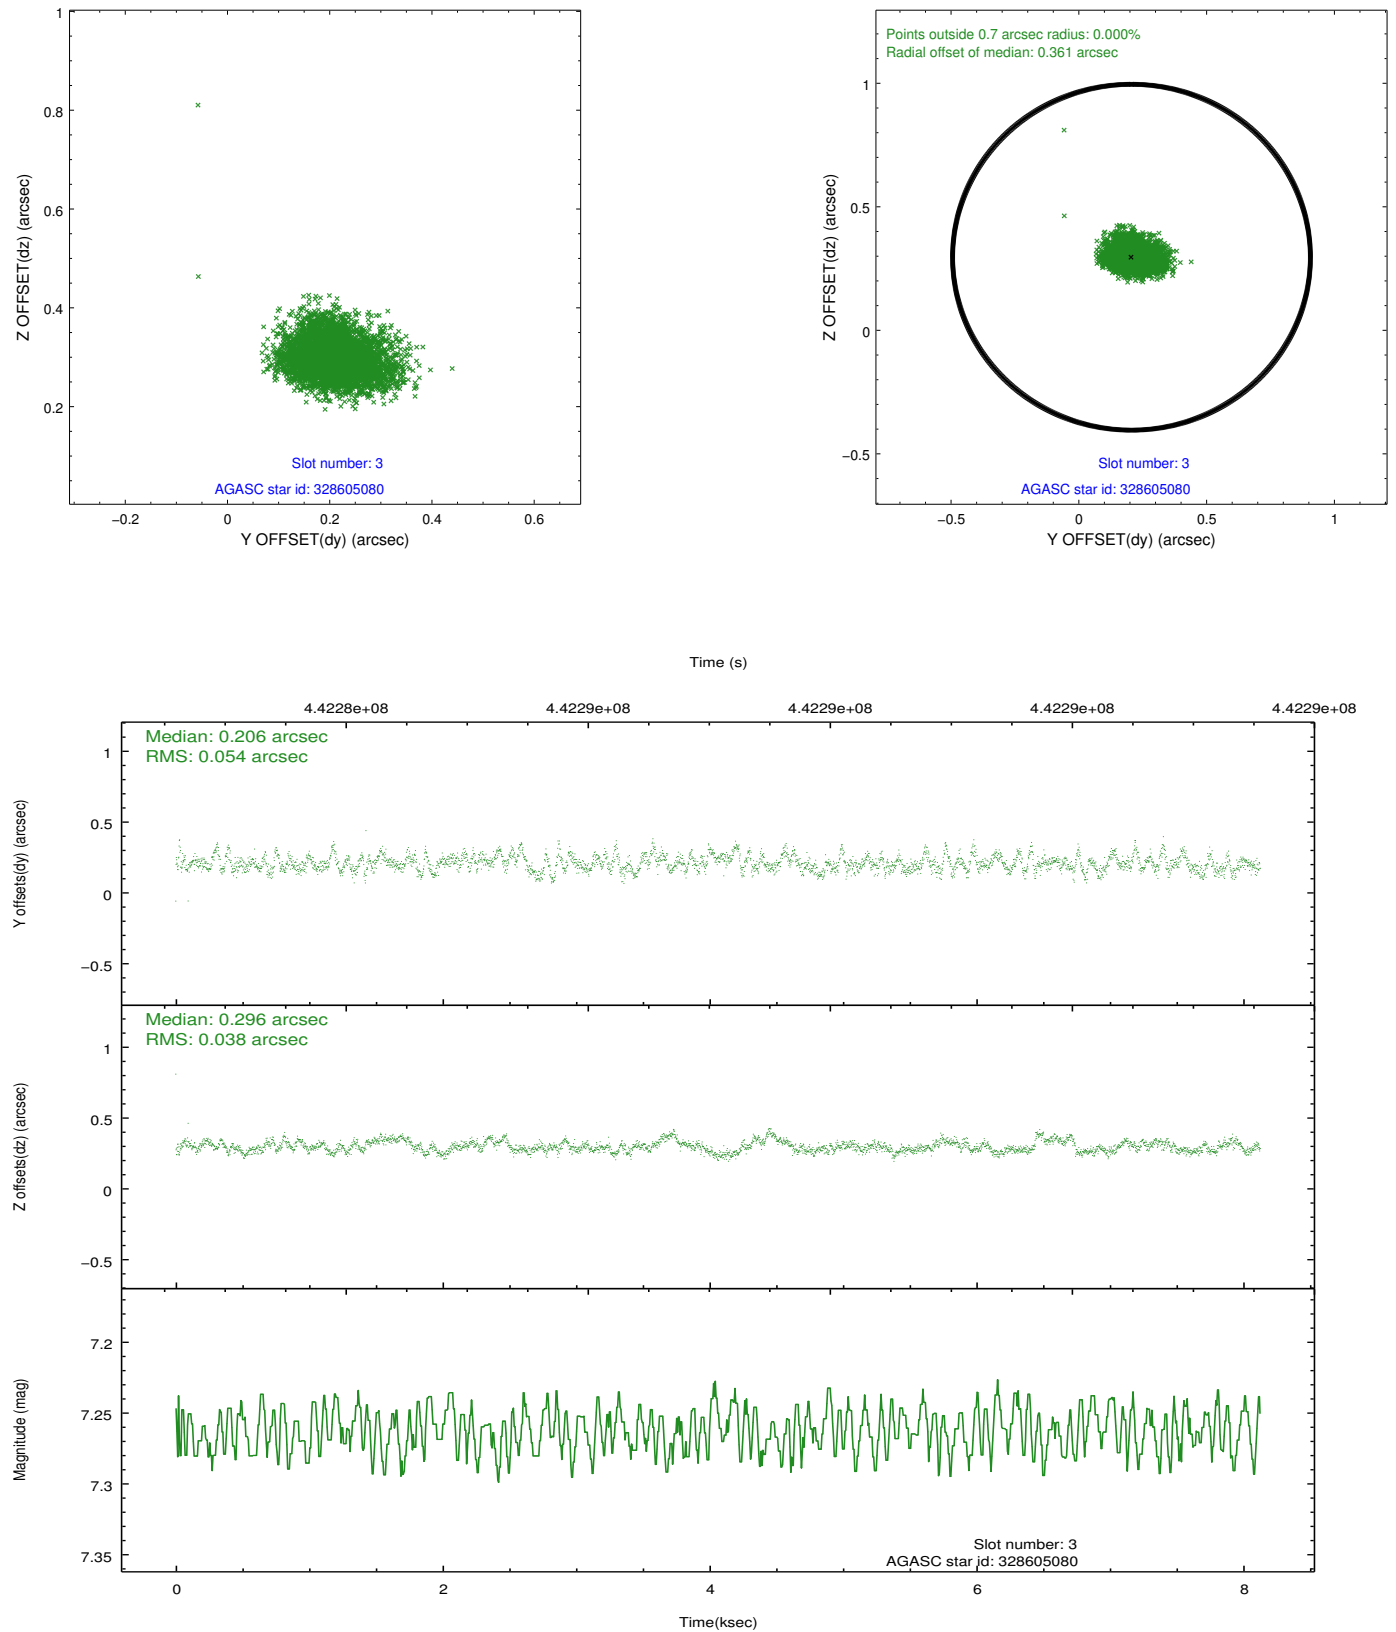 1
0.8
0.6
0.4
0.2
Z OFFSET(dz) (arcsec)
Slot number: 3
AGASC star id: 328605080
−0.2 0 0.2 0.4 0.6
Y OFFSET(dy) (arcsec)
Points outside 0.7 arcsec radius: 0.000%
Radial offset of median: 0.361 arcsec
1
0.5
0
−0.5
Z OFFSET(dz) (arcsec)
Slot number: 3
AGASC star id: 328605080
−0.5 0 0.5 1
Y OFFSET(dy) (arcsec)
Time (s)
4.4228e+08 4.4229e+08 4.4229e+08 4.4229e+08 4.4229e+08
Median: 0.206 arcsec
RMS: 0.054 arcsec
1
0.5
0
−0.5
Y offsets(dy) (arcsec)
Median: 0.296 arcsec
RMS: 0.038 arcsec
1
0.5
0
−0.5
Z offsets(dz) (arcsec)
7.2
7.25
7.3
7.35
Magnitude (mag)
Slot number: 3
AGASC star id: 328605080
0 2 4 6 8
Time(ksec)